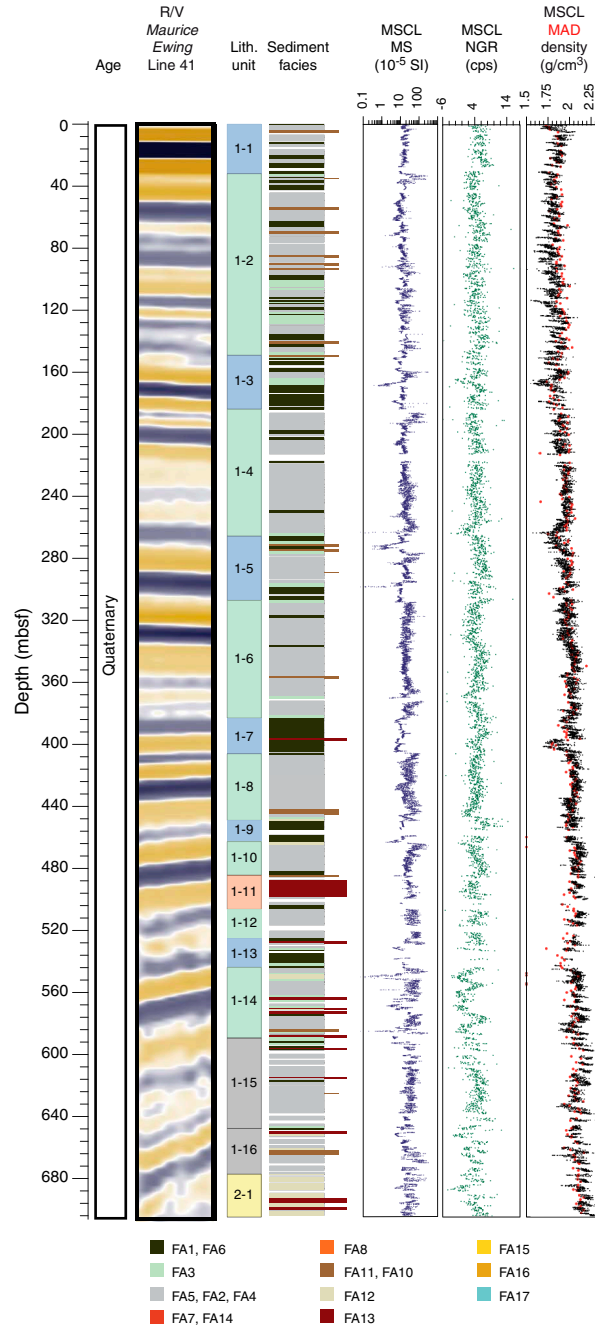 R/V
Maurice
Ewing
Line 41
Age
Lith.
unit
Sediment
facies
MSCL
MS
(10⁻⁵ SI)
MSCL
NGR
(cps)
MSCL
MAD
density
(g/cm³)
0.1
1
10
100
-6
4
14
1.5
1.75
2
2.25
Depth (mbsf)
0
40
80
120
160
200
240
280
320
360
400
440
480
520
560
600
640
680
Quaternary
1-1
1-2
1-3
1-4
1-5
1-6
1-7
1-8
1-9
1-10
1-11
1-12
1-13
1-14
1-15
1-16
2-1
FA1, FA6
FA3
FA5, FA2, FA4
FA7, FA14
FA8
FA11, FA10
FA12
FA13
FA15
FA16
FA17